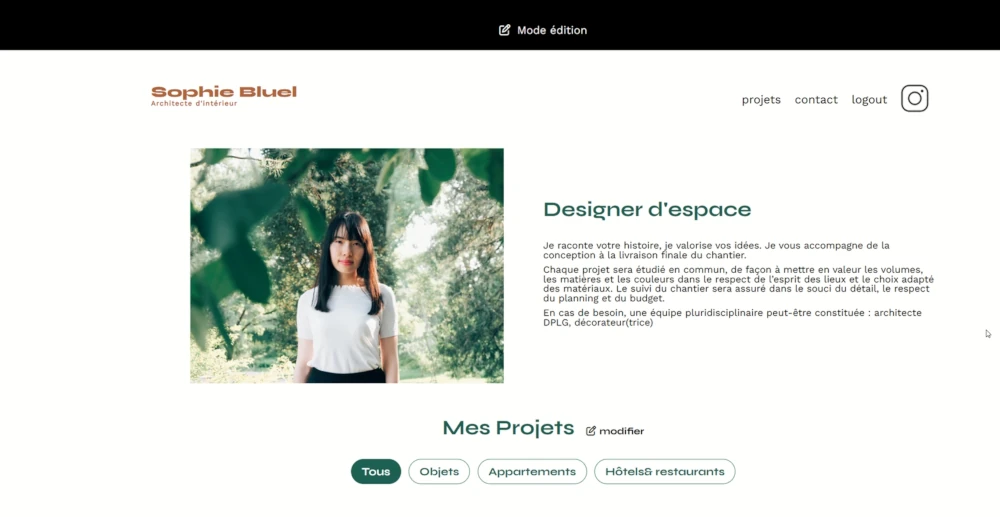 Mode édition
Sophie Bluel
Architecte d'intérieur
projets contact logout
Designer d'espace
Je raconte votre histoire, je valorise vos idées. Je vous accompagne de la
conception à la livraison finale du chantier.
Chaque projet sera étudié en commun, de façon à mettre en valeur les volumes,
les matières et les couleurs dans le respect de l'esprit des lieux et le choix adapté
des matériaux. Le suivi du chantier sera assuré dans le souci du détail, le respect
du planning et du budget.
En cas de besoin, une équipe pluridisciplinaire peut-être constituée : architecte
DPLG, décorateur(trice)
Mes Projets modifier
Tous Objets Appartements Hôtels& restaurants